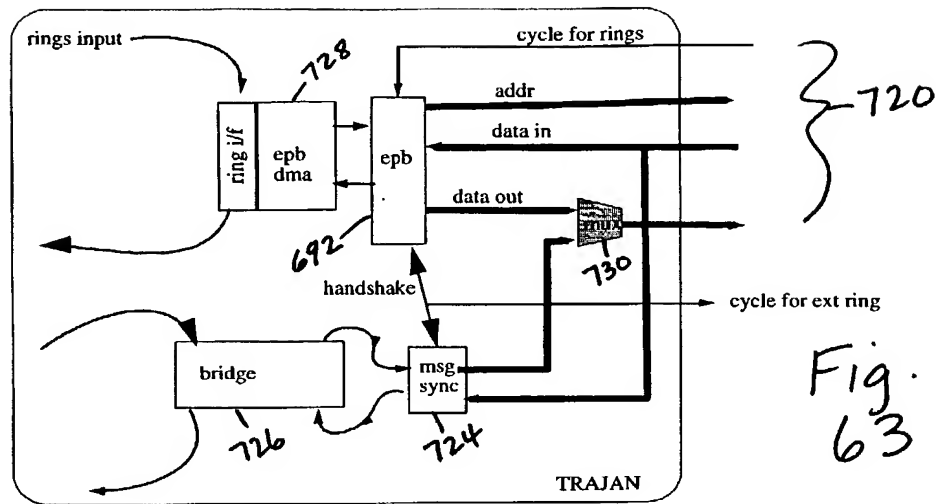 rings input
728
cycle for rings
720
addr
ring i/f
epb
dma
epb
data in
data out
mux
692
730
handshake
cycle for ext ring
bridge
msg
sync
726
724
TRAJAN
Fig.
63